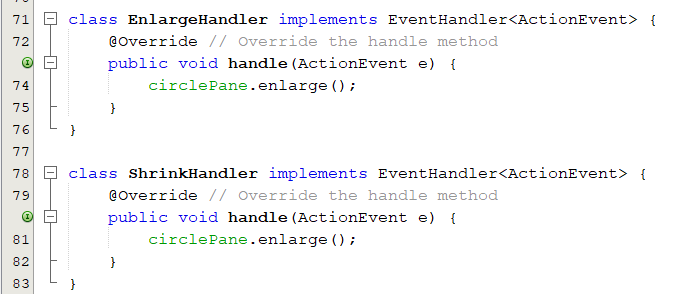 71 class EnlargeHandler implements EventHandler<ActionEvent> {
72 @Override // Override the handle method
public void handle(ActionEvent e) {
74 circlePane.enlarge();
75 }
76 }
77
78 class ShrinkHandler implements EventHandler<ActionEvent> {
79 @Override // Override the handle method
public void handle(ActionEvent e) {
81 circlePane.enlarge();
82 }
83 }